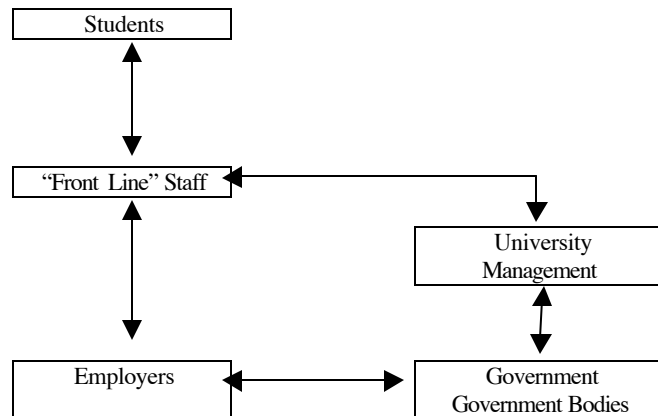 Students
“Front Line” Staff
University
Management
Employers
Government
Government Bodies